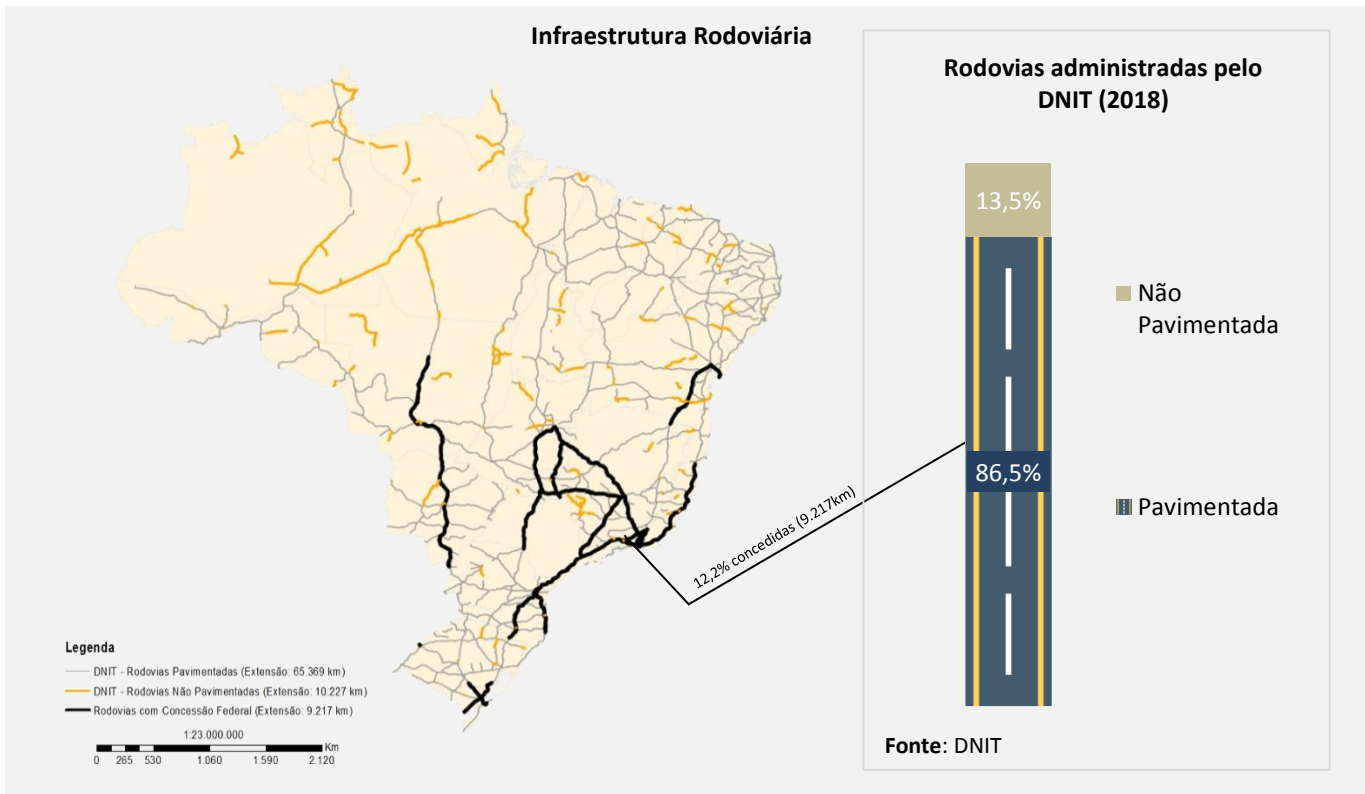 Infraestrutura Rodoviária
Legenda
DNIT - Rodovias Pavimentadas (Extensão: 65.369 km)
DNIT - Rodovias Não Pavimentadas (Extensão: 10.227 km)
Rodovias com Concessão Federal (Extensão: 9.217 km)
1:23.000.000
Km
0 265 530 1.060 1.590 2.120
12,2% concedidas (9.217km)
Rodovias administradas pelo
DNIT (2018)
13,5%
86,5%
Não
Pavimentada
Pavimentada
Fonte: DNIT